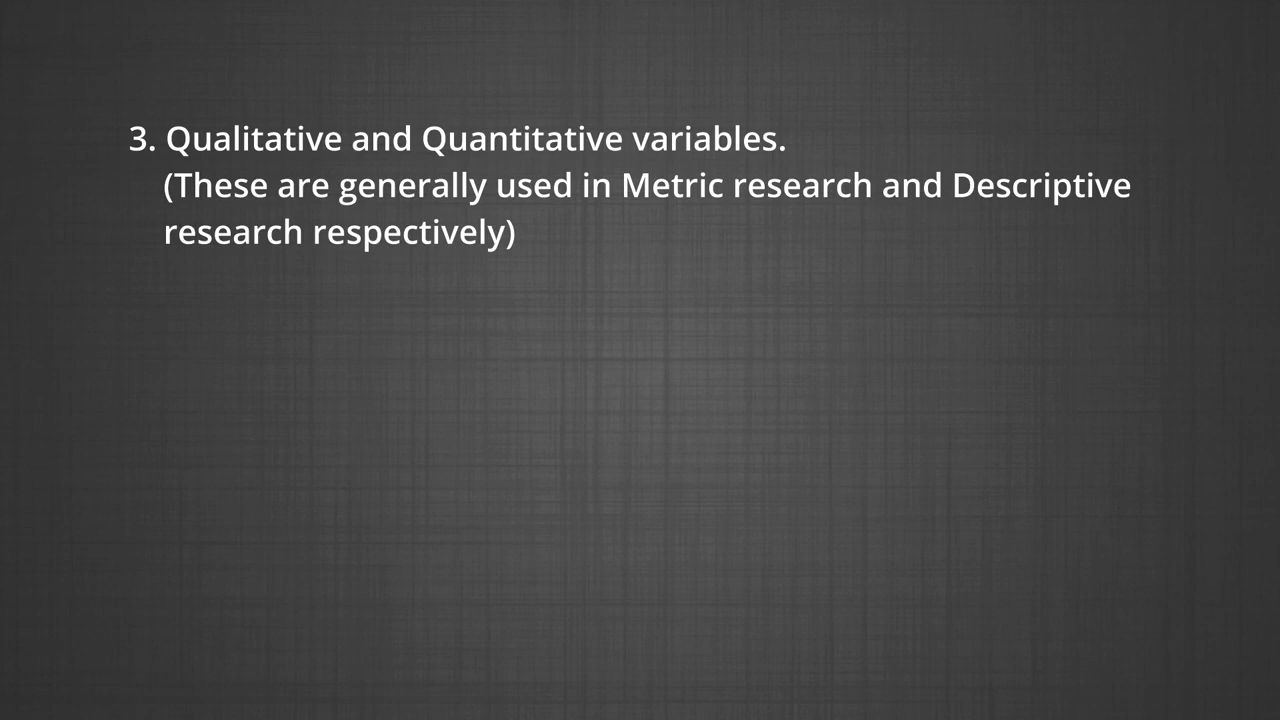 3. Qualitative and Quantitative variables.
(These are generally used in Metric research and Descriptive
research respectively)